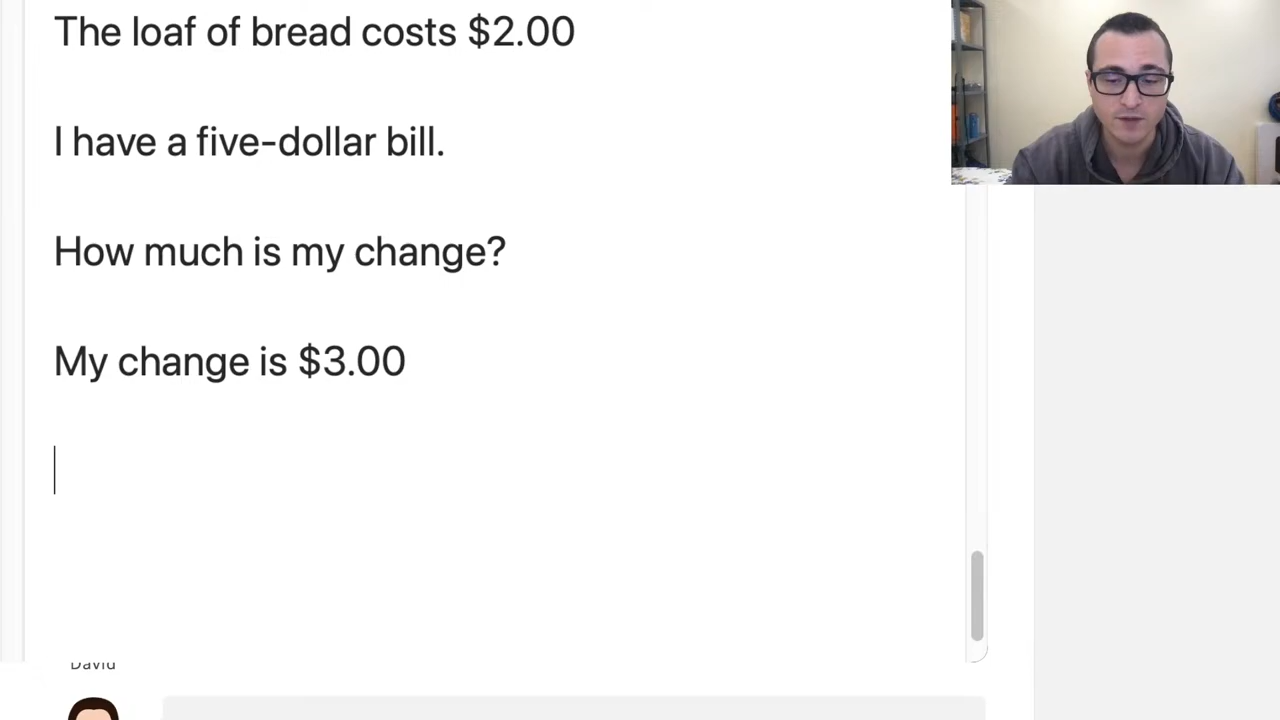 The loaf of bread costs $2.00
I have a five-dollar bill.
How much is my change?
My change is $3.00
David